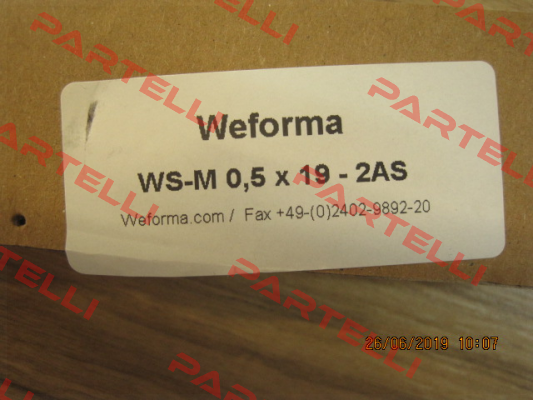 PARTELLI
PARTELLI
Weforma
WS-M 0,5 x 19 - 2AS
Weforma.com / Fax +49-(0)2402-9892-20
PARTELLI
PARTELLI
PARTELLI
PARTELLI
26/06/2019 10:07